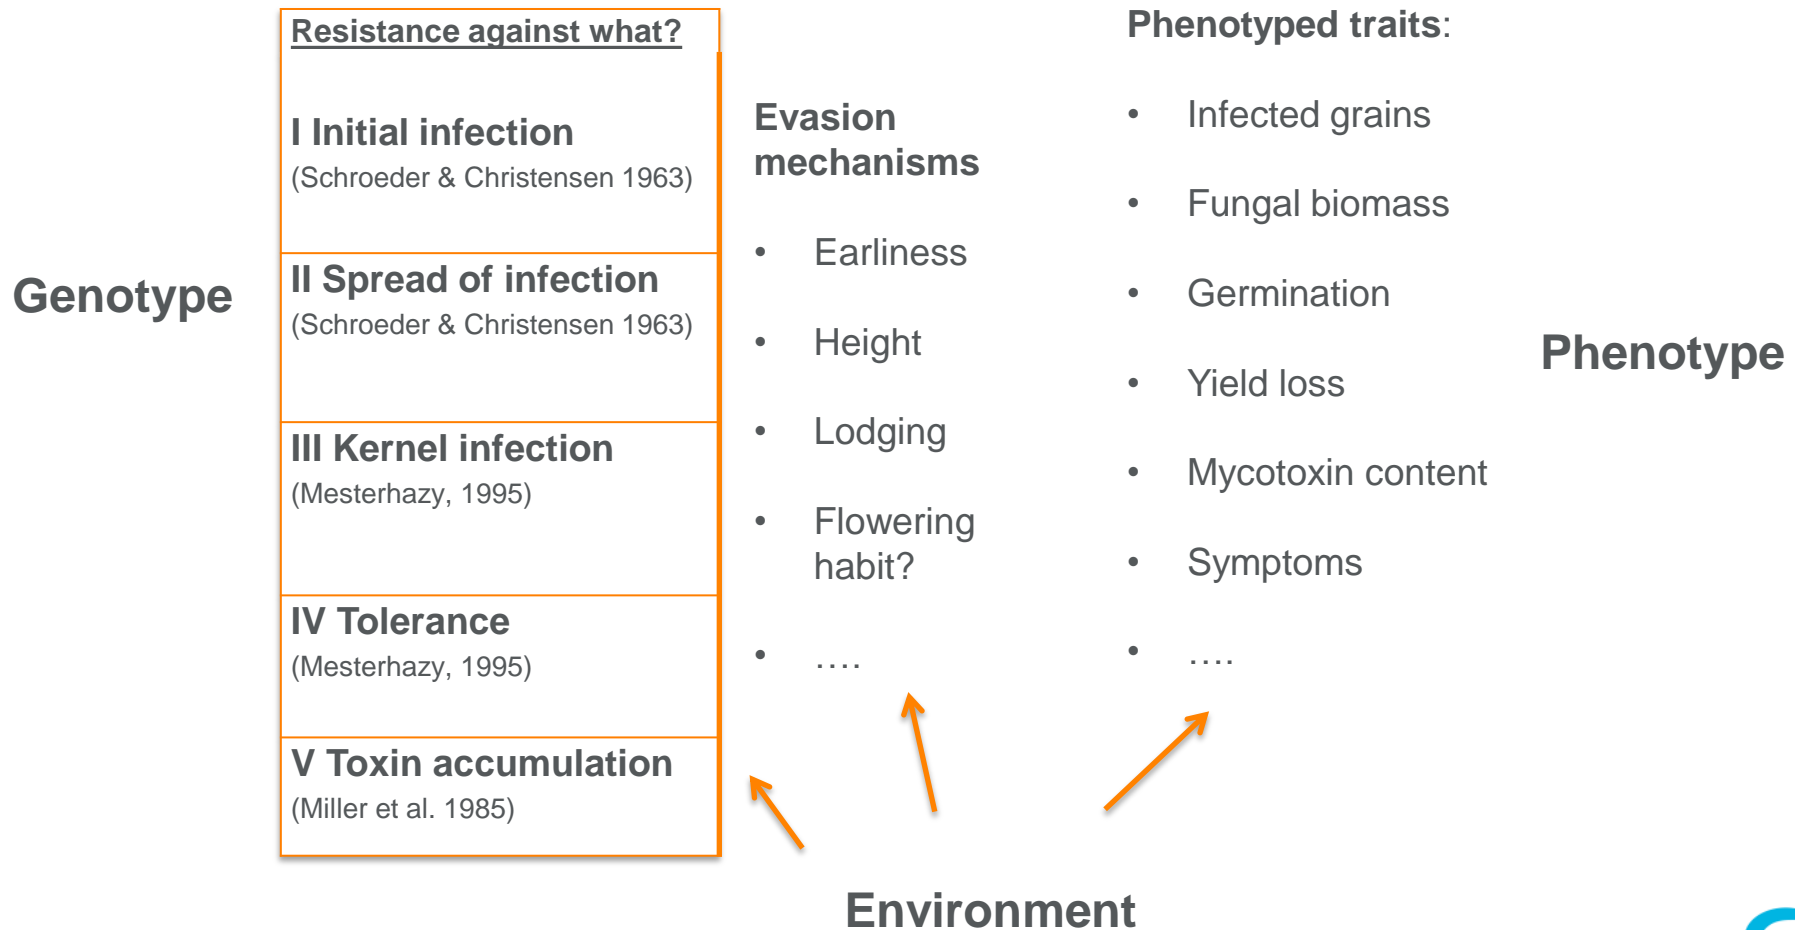 Genotype
Resistance against what?
I Initial infection
(Schroeder & Christensen 1963)
II Spread of infection
(Schroeder & Christensen 1963)
III Kernel infection
(Mesterhazy, 1995)
IV Tolerance
(Mesterhazy, 1995)
V Toxin accumulation
(Miller et al. 1985)
Evasion
mechanisms
• Earliness
• Height
• Lodging
• Flowering
habit?
• ….
Phenotyped traits:
• Infected grains
• Fungal biomass
• Germination
• Yield loss
• Mycotoxin content
• Symptoms
• ….
Phenotype
Environment